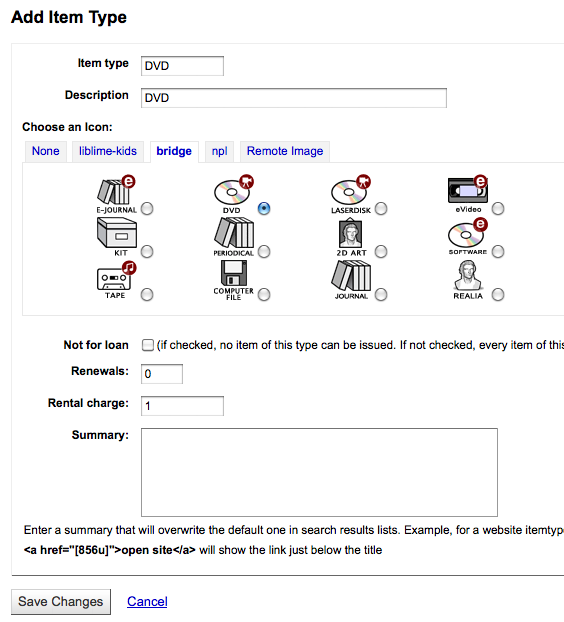 Add Item Type
Item type DVD
Description DVD
Choose an Icon:
None liblime-kids bridge npl Remote Image
E-JOURNAL DVD LASERDISK eVideo
KIT PERIODICAL 2D ART SOFTWARE
TAPE COMPUTER FILE JOURNAL REALIA
Not for loan (if checked, no item of this type can be issued. If not checked, every item of this
Renewals: 0
Rental charge: 1
Summary:
Enter a summary that will overwrite the default one in search results lists. Example, for a website itemtyp
<a href="[856u]">open site</a> will show the link just below the title
Save Changes Cancel